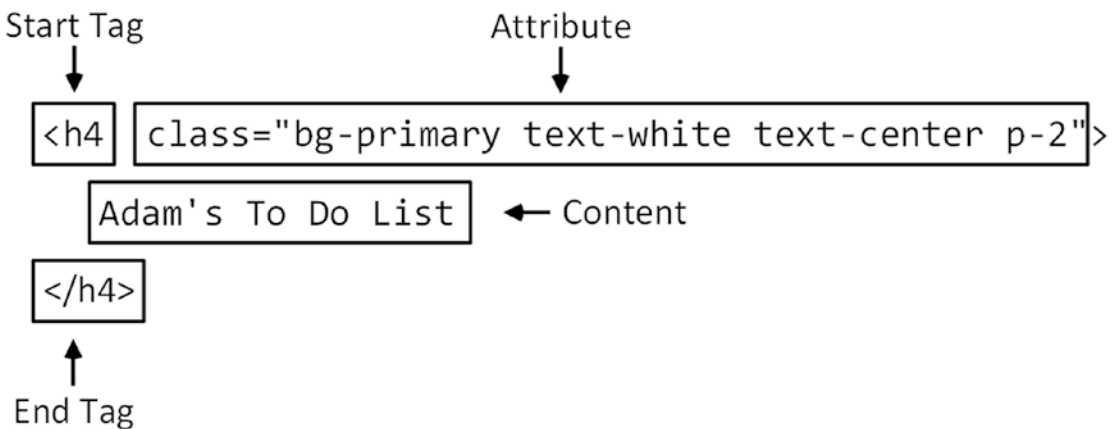 Start Tag Attribute
<h4 class="bg-primary text-white text-center p-2">
Adam's To Do List Content
</h4>
End Tag